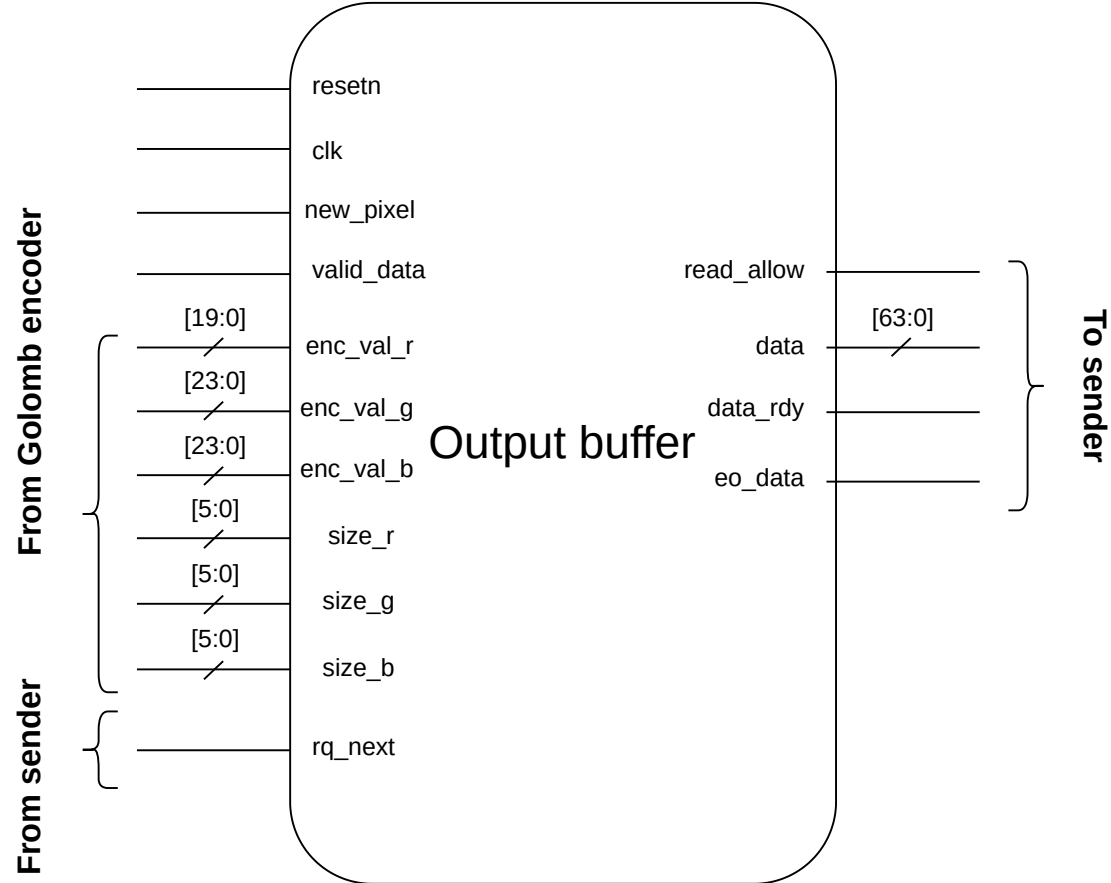 resetn
clk
new_pixel
valid_data
[19:0]
enc_val_r
[23:0]
enc_val_g
[23:0]
enc_val_b
[5:0]
size_r
[5:0]
size_g
[5:0]
size_b
rq_next
From Golomb encoder
From sender
Output buffer
read_allow
[63:0]
data
data_rdy
eo_data
To sender